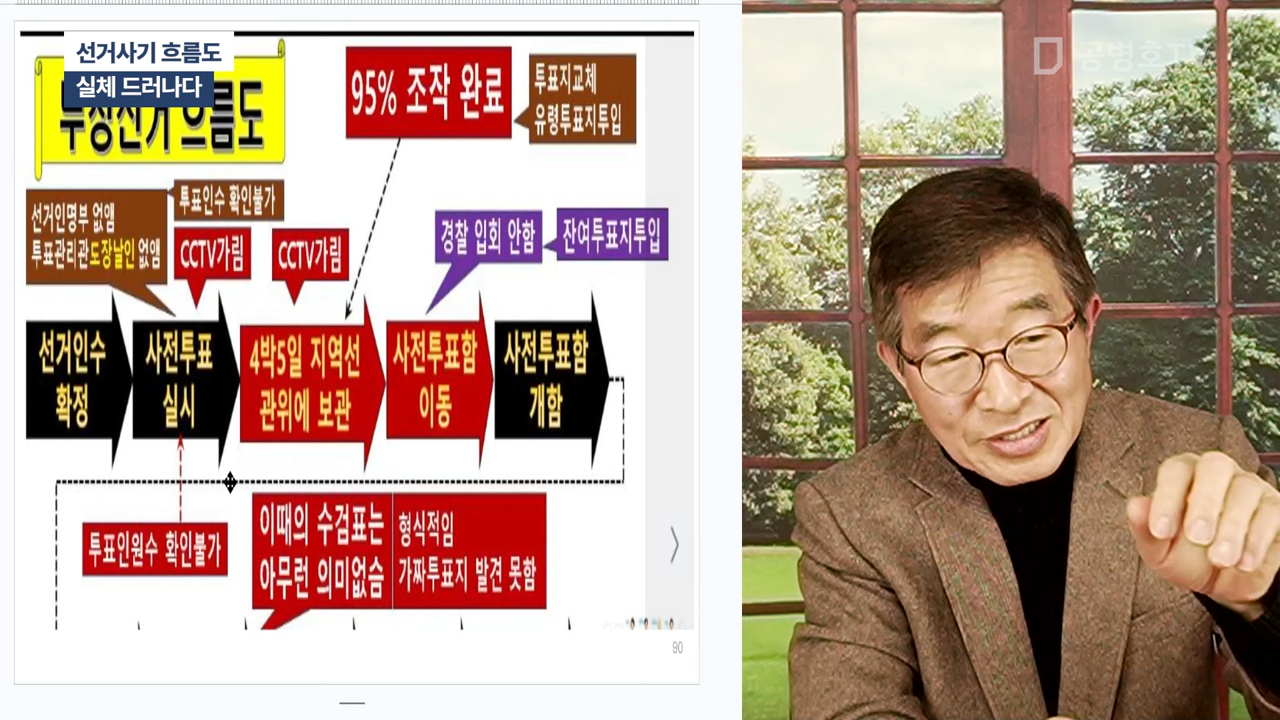 선거사기 흐름도
실체 드러나다
부정선거 흐름도
95% 조작 완료
투표지교체
유령투표지투입
공병호TV
선거인명부 없앰
투표관리관도장날인 없앰
투표인수 확인불가
CCTV가림
CCTV가림
경찰 입회 안함
잔여투표지투입
선거인수
확정
사전투표
실시
4박5일 지역선
관위에 보관
사전투표함
이동
사전투표함
개함
투표인원수 확인불가
이때의 수검표는
아무런 의미없슴
형식적임
가짜투표지 발견 못함
90